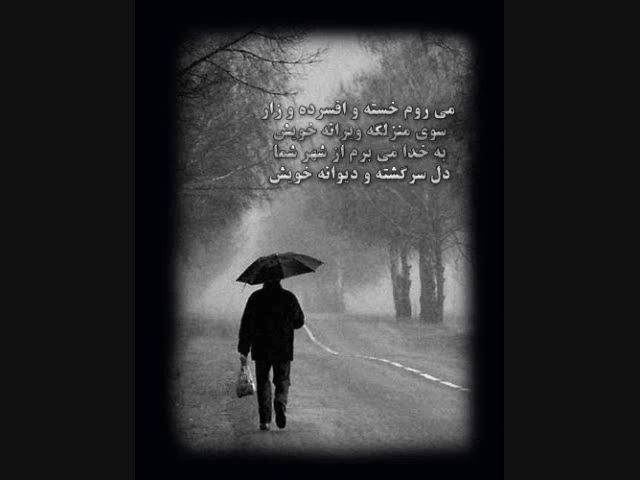 می روم خسته و افسرده و زار
سوی منزلگه ویرانه خویش
به خدا می برم از شهر شما
دل سرگشته و دیوانه خویش